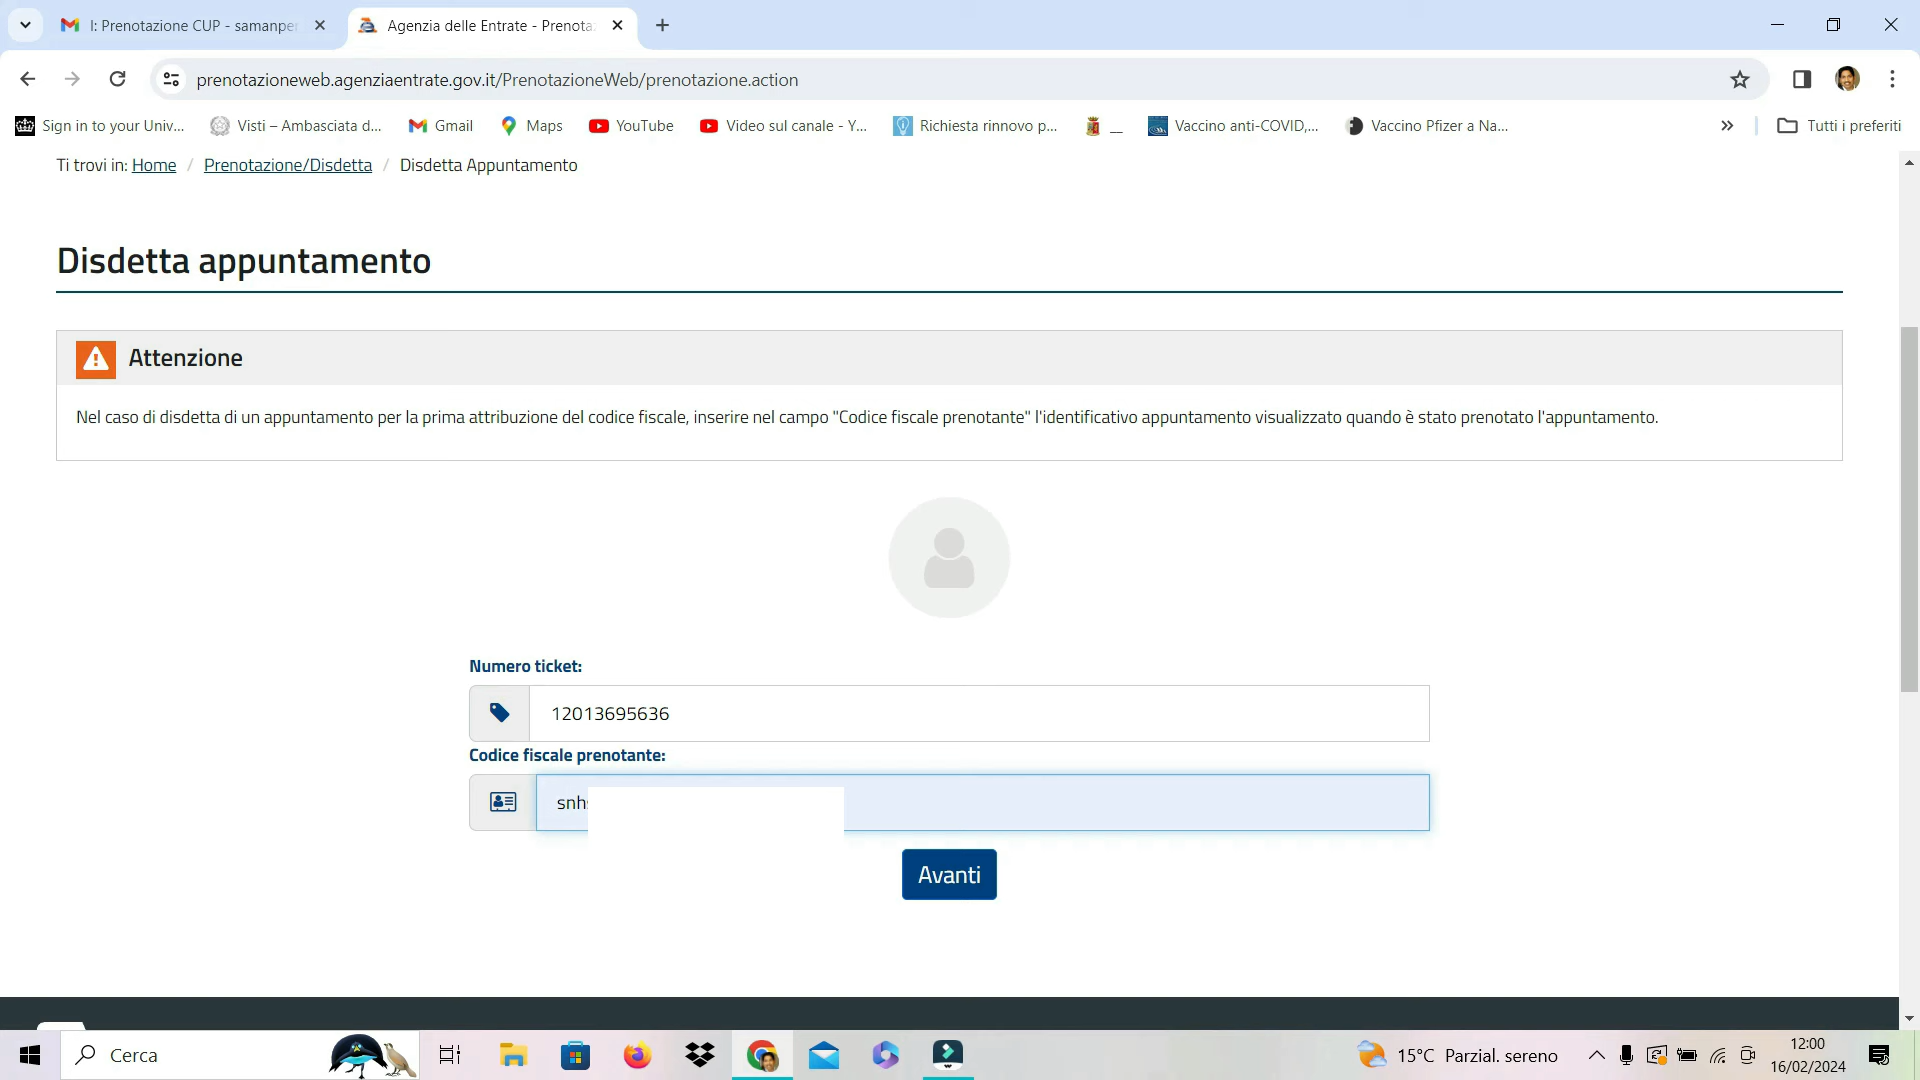 I: Prenotazione CUP - samanper
Agenzia delle Entrate - Prenota
prenotazioneweb.agenziaentrate.gov.it/PrenotazioneWeb/prenotazione.action
Sign in to your Univ... Visti – Ambasciata d... Gmail Maps YouTube Video sul canale - Y... Richiesta rinnovo p... __ Vaccino anti-COVID,... Vaccino Pfizer a Na... » Tutti i preferiti
Ti trovi in: Home / Prenotazione/Disdetta / Disdetta Appuntamento
Disdetta appuntamento
Attenzione
Nel caso di disdetta di un appuntamento per la prima attribuzione del codice fiscale, inserire nel campo "Codice fiscale prenotante" l'identificativo appuntamento visualizzato quando è stato prenotato l'appuntamento.
Numero ticket:
12013695636
Codice fiscale prenotante:
snh
Avanti
Cerca
15°C Parzial. sereno
12:00
16/02/2024